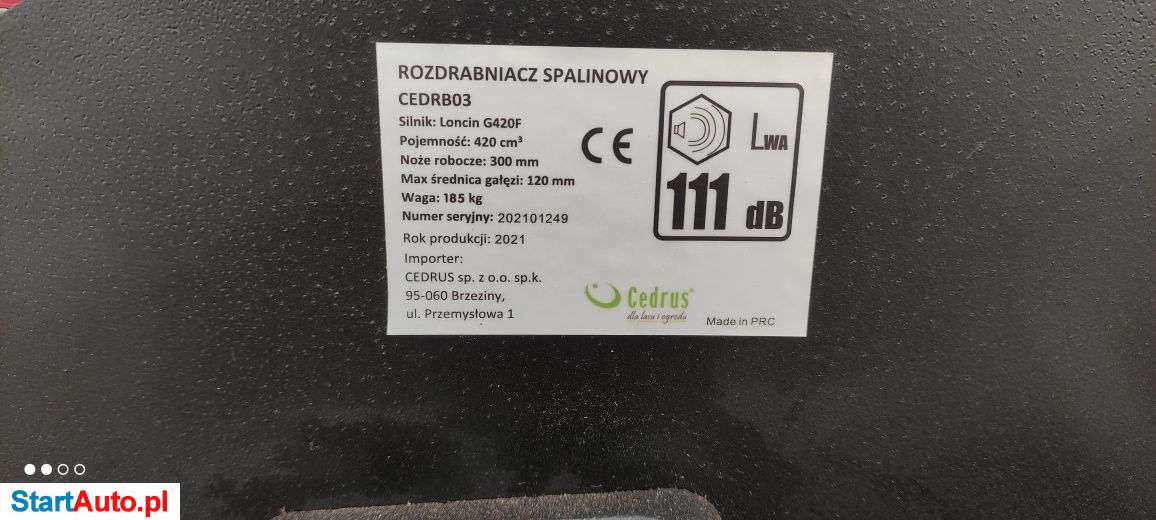 ROZDRABNIACZ SPALINOWY
CEDRB03
Silnik: Loncin G420F
Pojemność: 420 cm³
Noże robocze: 300 mm
Max średnica gałęzi: 120 mm
Waga: 185 kg
Numer seryjny: 202101249
Rok produkcji: 2021
Importer:
CEDRUS sp. z o.o. sp.k.
95-060 Brzeziny,
ul. Przemysłowa 1
CE
LWA
111 dB
Cedrus®
dla lasu i ogrodu
Made in PRC
StartAuto.pl